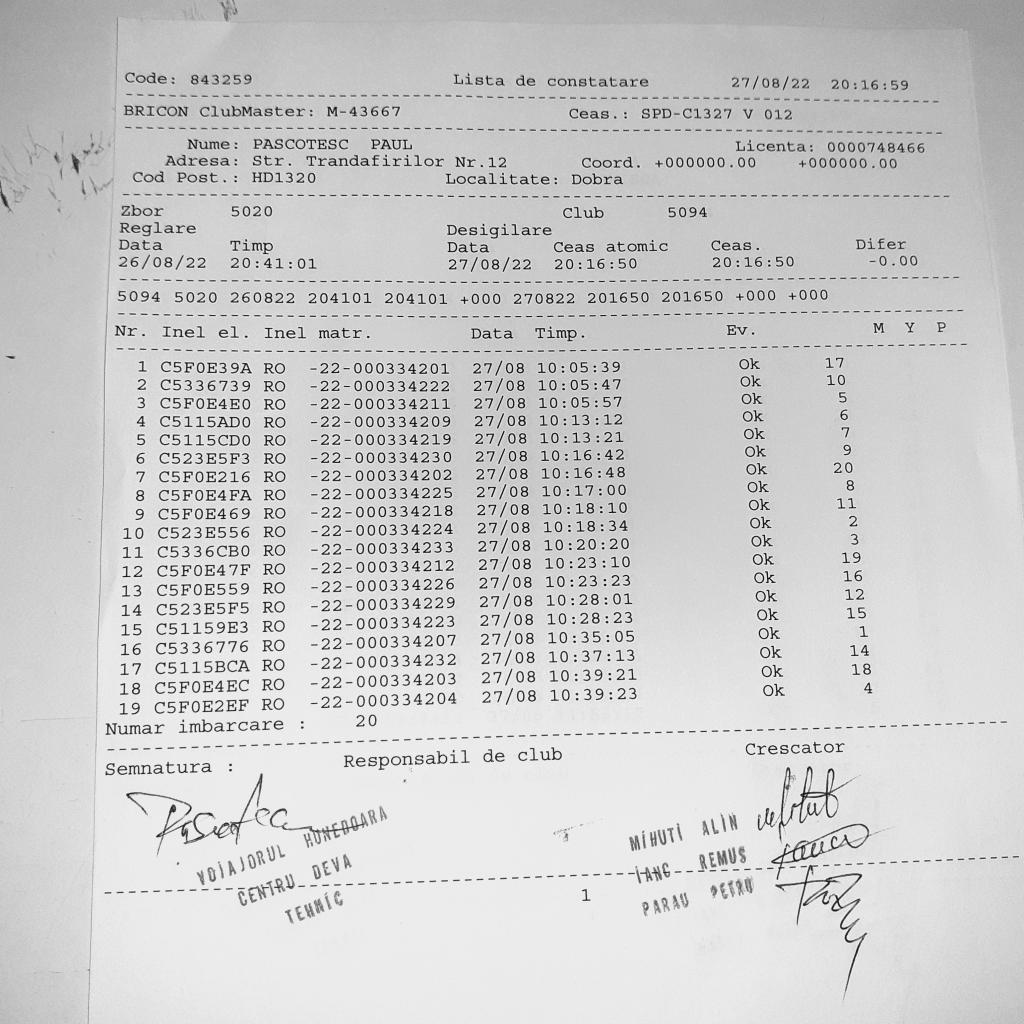 Code: 843259 Lista de constatare 27/08/22 20:16:59
BRICON ClubMaster: M-43667 Ceas.: SPD-C1327 V 012
Nume: PASCOTESC PAUL Licenta: 0000748466
Adresa: Str. Trandafirilor Nr.12 Coord. +000000.00 +000000.00
Cod Post.: HD1320 Localitate: Dobra
Zbor 5020 Club 5094
Reglare Desigilare
Data Timp Data Ceas atomic Ceas. Difer
26/08/22 20:41:01 27/08/22 20:16:50 20:16:50 -0.00
5094 5020 260822 204101 204101 +000 270822 201650 201650 +000 +000
Nr. Inel el. Inel matr. Data Timp. Ev. M Y P
1 C5F0E39A RO -22-000334201 27/08 10:05:39 Ok 17
2 C5336739 RO -22-000334222 27/08 10:05:47 Ok 10
3 C5F0E4E0 RO -22-000334211 27/08 10:05:57 Ok 5
4 C5115AD0 RO -22-000334209 27/08 10:13:12 Ok 6
5 C5115CD0 RO -22-000334219 27/08 10:13:21 Ok 7
6 C523E5F3 RO -22-000334230 27/08 10:16:42 Ok 9
7 C5F0E216 RO -22-000334202 27/08 10:16:48 Ok 20
8 C5F0E4FA RO -22-000334225 27/08 10:17:00 Ok 8
9 C5F0E469 RO -22-000334218 27/08 10:18:10 Ok 11
10 C523E556 RO -22-000334224 27/08 10:18:34 Ok 2
11 C5336CB0 RO -22-000334233 27/08 10:20:20 Ok 3
12 C5F0E47F RO -22-000334212 27/08 10:23:10 Ok 19
13 C5F0E559 RO -22-000334226 27/08 10:23:23 Ok 16
14 C523E5F5 RO -22-000334229 27/08 10:28:01 Ok 12
15 C51159E3 RO -22-000334223 27/08 10:28:23 Ok 15
16 C5336776 RO -22-000334207 27/08 10:35:05 Ok 1
17 C5115BCA RO -22-000334232 27/08 10:37:13 Ok 14
18 C5F0E4EC RO -22-000334203 27/08 10:39:21 Ok 18
19 C5F0E2EF RO -22-000334204 27/08 10:39:23 Ok 4
Numar imbarcare : 20
Semnatura : Responsabil de club Crescator
VOIAJORUL HUNEDOARA
CENTRU DEVA
TEHNIC
MIHUTI ALIN
IANC REMUS
PARAU PETRU
1